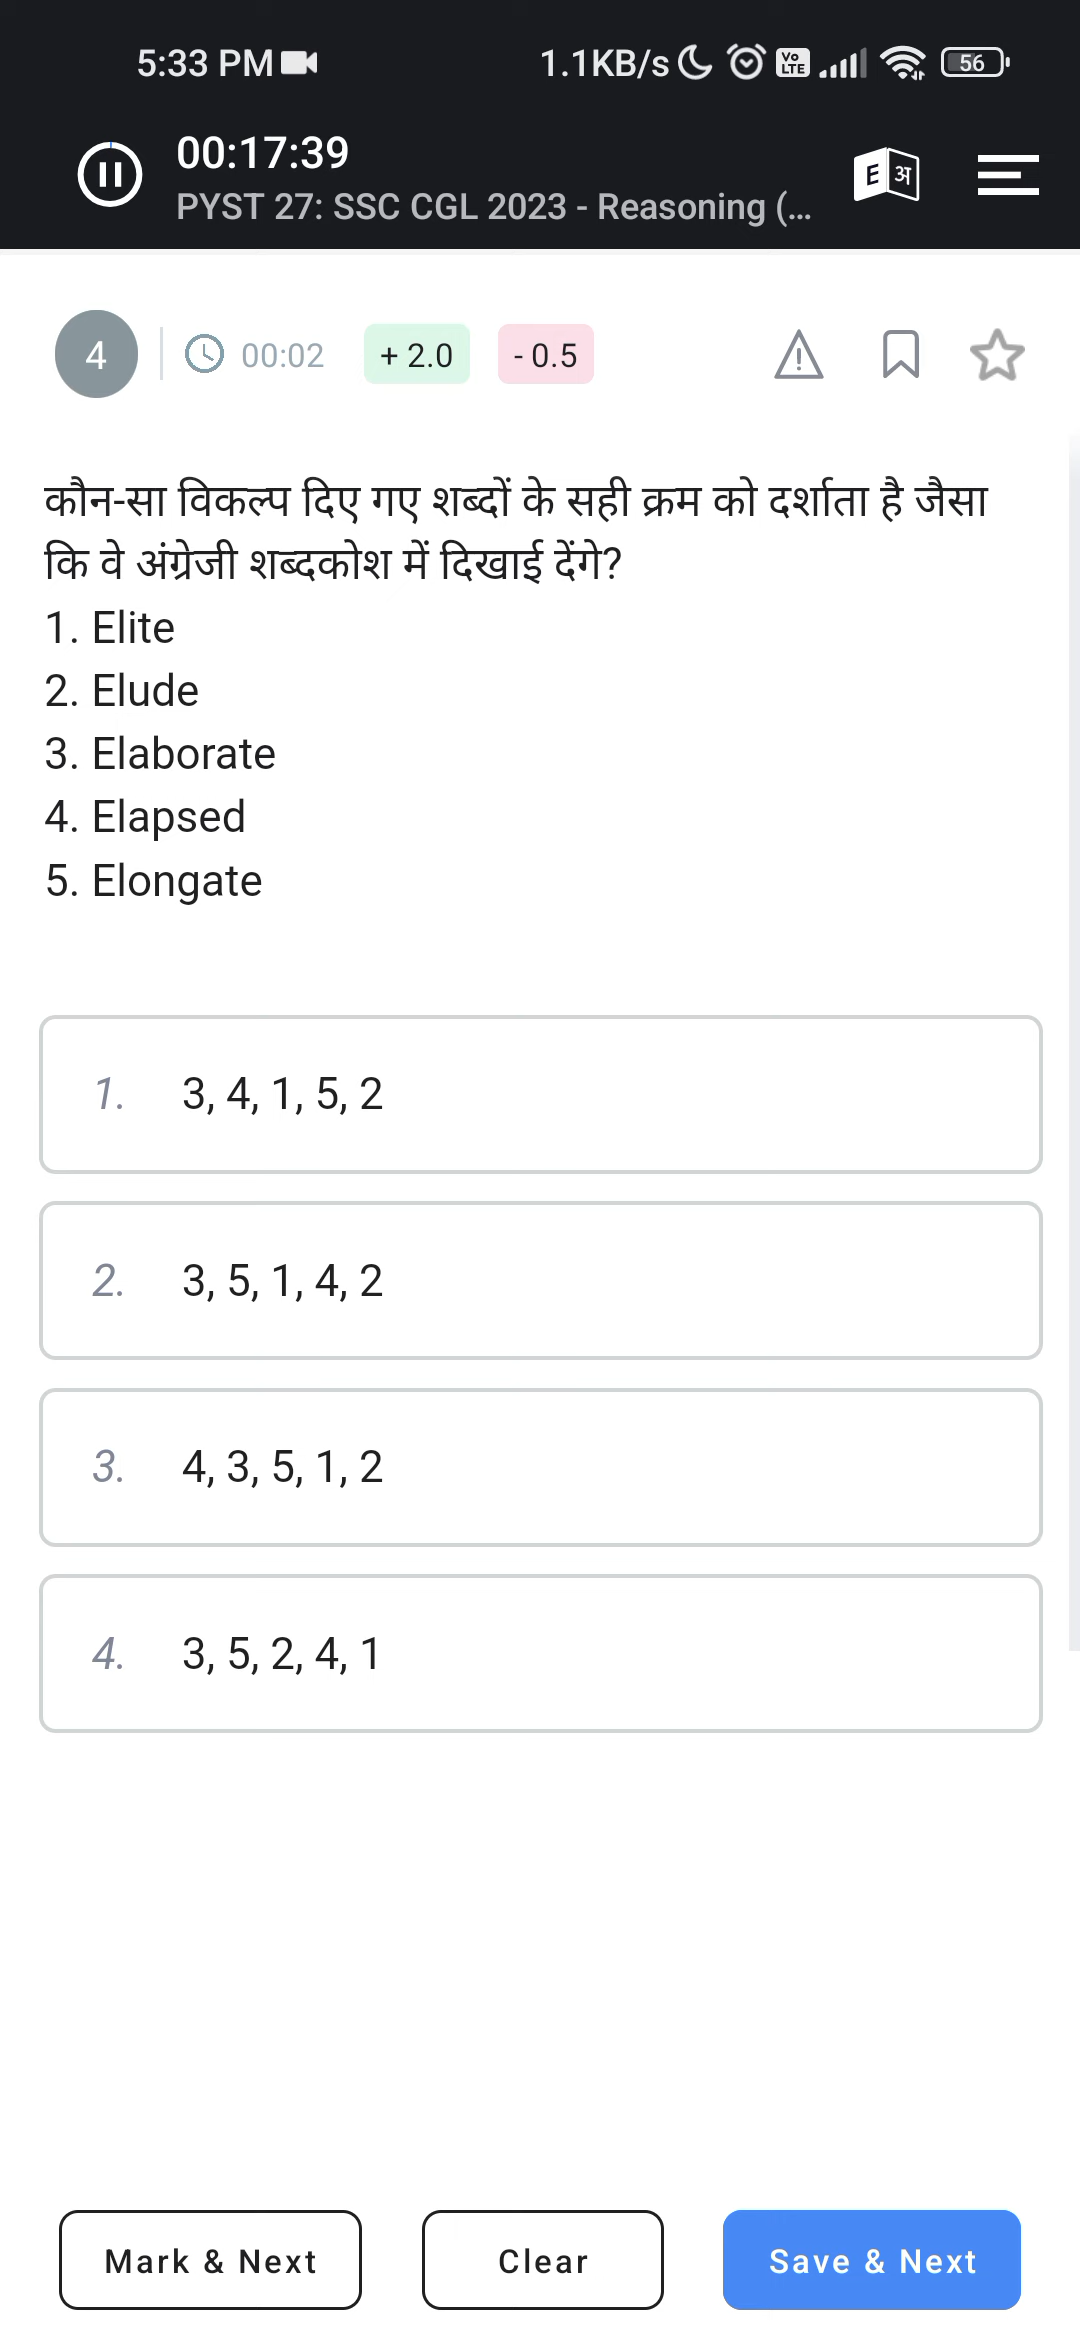 5:33 PM
1.1KB/s
Vo LTE
56
00:17:39
PYST 27: SSC CGL 2023 - Reasoning (...
E अ
4
00:02
+ 2.0
- 0.5
कौन-सा विकल्प दिए गए शब्दों के सही क्रम को दर्शाता है जैसा
कि वे अंग्रेजी शब्दकोश में दिखाई देंगे?
1. Elite
2. Elude
3. Elaborate
4. Elapsed
5. Elongate
1. 3, 4, 1, 5, 2
2. 3, 5, 1, 4, 2
3. 4, 3, 5, 1, 2
4. 3, 5, 2, 4, 1
Mark & Next
Clear
Save & Next